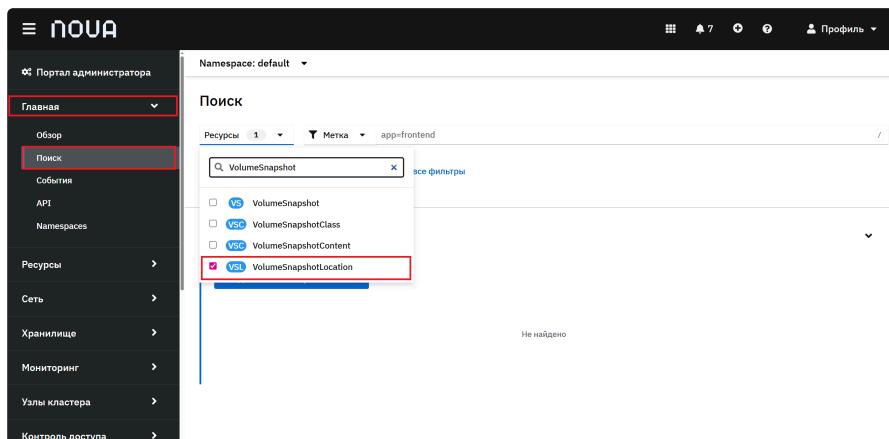 NOVA
7
Профиль
Портал администратора
Главная
Обзор
Поиск
События
API
Namespaces
Ресурсы
Сеть
Хранилище
Мониторинг
Узлы кластера
Контроль доступа
Namespace: default
Поиск
Ресурсы 1 Метка app=frontend /
VolumeSnapshot
все фильтры
VS VolumeSnapshot
VSC VolumeSnapshotClass
VSC VolumeSnapshotContent
VSL VolumeSnapshotLocation
Не найдено